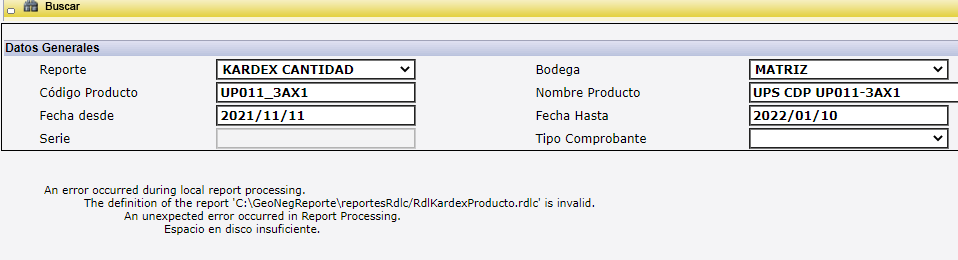 Buscar
Datos Generales
Reporte KARDEX CANTIDAD Bodega MATRIZ
Código Producto UP011_3AX1 Nombre Producto UPS CDP UP011-3AX1
Fecha desde 2021/11/11 Fecha Hasta 2022/01/10
Serie Tipo Comprobante
An error occurred during local report processing.
The definition of the report 'C:\GeoNegReporte\reportesRdlc/RdlKardexProducto.rdlc' is invalid.
An unexpected error occurred in Report Processing.
Espacio en disco insuficiente.